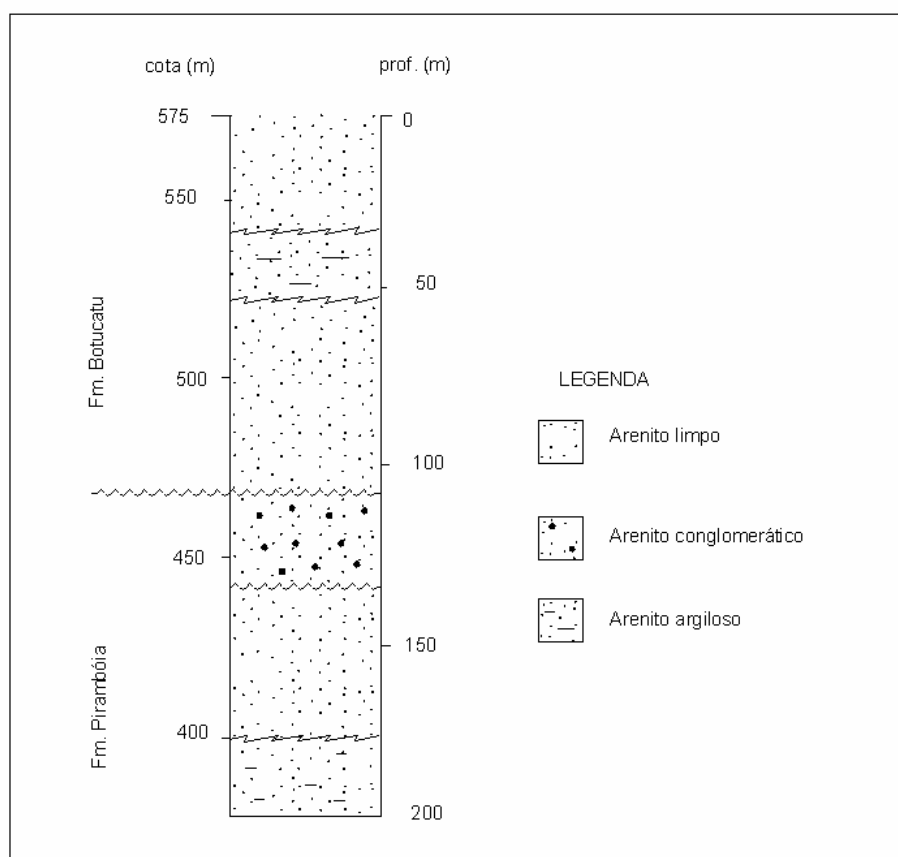 cota (m)
prof. (m)
575
0
550
50
Fm. Botucatu
500
LEGENDA
Arenito limpo
100
Arenito conglomerático
450
Arenito argiloso
150
Fm. Pirambóia
400
200